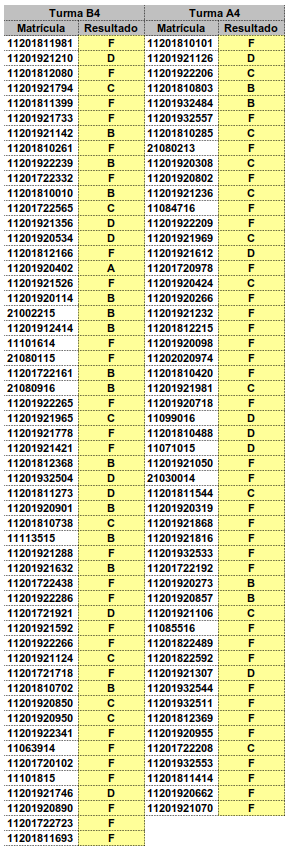 Turma B4 Turma A4
Matricula Resultado Matricula Resultado
11201811981 F 11201810101 F
11201921210 D 11201921126 D
11201812080 F 11201922206 C
11201921794 C 11201810803 B
11201811399 F 11201932484 B
11201921733 F 11201932557 F
11201921142 B 11201810285 C
11201810261 F 21080213 F
11201922239 B 11201920308 C
11201722332 F 11201920802 F
11201810010 B 11201921236 C
11201722565 C 11084716 F
11201921356 D 11201922209 F
11201920534 D 11201921969 C
11201812166 F 11201921612 D
11201920402 A 11201720978 F
11201921526 F 11201920424 C
11201920114 B 11201920266 F
21002215 B 11201921232 F
11201912414 B 11201812215 F
11101614 F 11201920098 F
21080115 F 11202020974 F
11201722161 B 11201810420 F
21080916 B 11201921981 C
11201922265 F 11201920718 F
11201921965 C 11099016 D
11201921778 F 11201810488 D
11201921421 F 11071015 D
11201812368 B 11201921050 F
11201932504 D 21030014 F
11201811273 D 11201811544 C
11201920901 B 11201920319 F
11201810738 C 11201921868 F
11113515 B 11201921816 F
11201921288 F 11201932533 F
11201921632 B 11201722192 F
11201722438 F 11201920273 B
11201922286 F 11201920857 B
11201721921 D 11201921106 C
11201921592 F 11085516 F
11201922266 F 11201822489 F
11201921124 C 11201822592 F
11201721718 F 11201921307 D
11201810702 B 11201932544 F
11201920850 C 11201932511 F
11201920950 C 11201812369 F
11201922341 F 11201920955 F
11063914 F 11201722208 C
11201720102 F 11201932553 F
11101815 F 11201811414 F
11201921746 D 11201920662 F
11201920890 F 11201921070 F
11201722723 F
11201811693 F